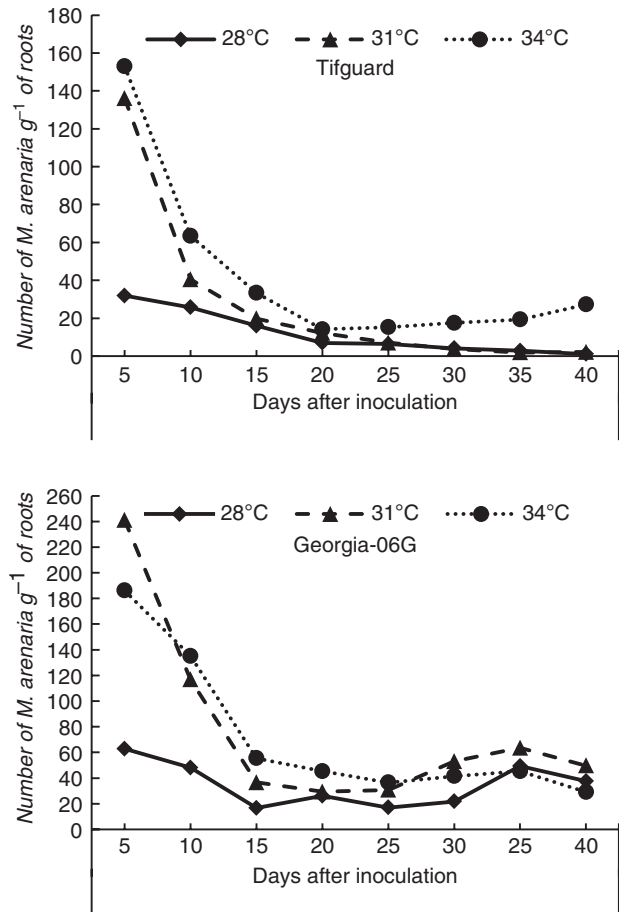 180
160
140
120
100
80
60
40
20
0
Number of M. arenaria g⁻¹ of roots
28°C 31°C 34°C
Tifguard
5 10 15 20 25 30 35 40
Days after inoculation
260
240
220
200
180
160
140
120
100
80
60
40
20
0
Number of M. arenaria g⁻¹ of roots
28°C 31°C 34°C
Georgia-06G
5 10 15 20 25 30 25 40
Days after inoculation